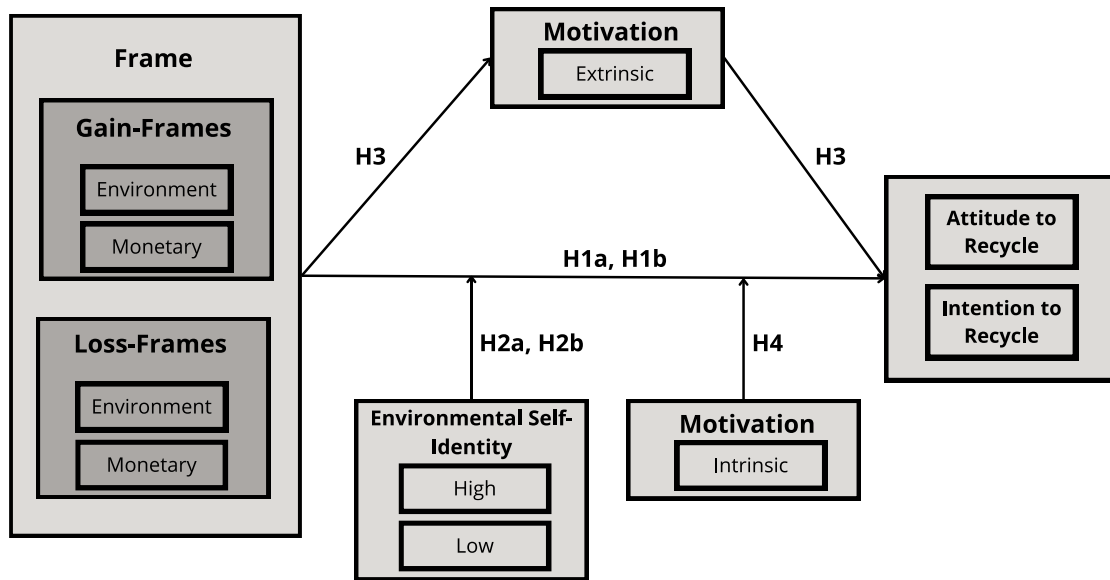 Frame
Gain-Frames
Environment
Monetary
Loss-Frames
Environment
Monetary
H3
Motivation
Extrinsic
H3
H1a, H1b
H2a, H2b
H4
Environmental Self-
Identity
High
Low
Motivation
Intrinsic
Attitude to
Recycle
Intention to
Recycle